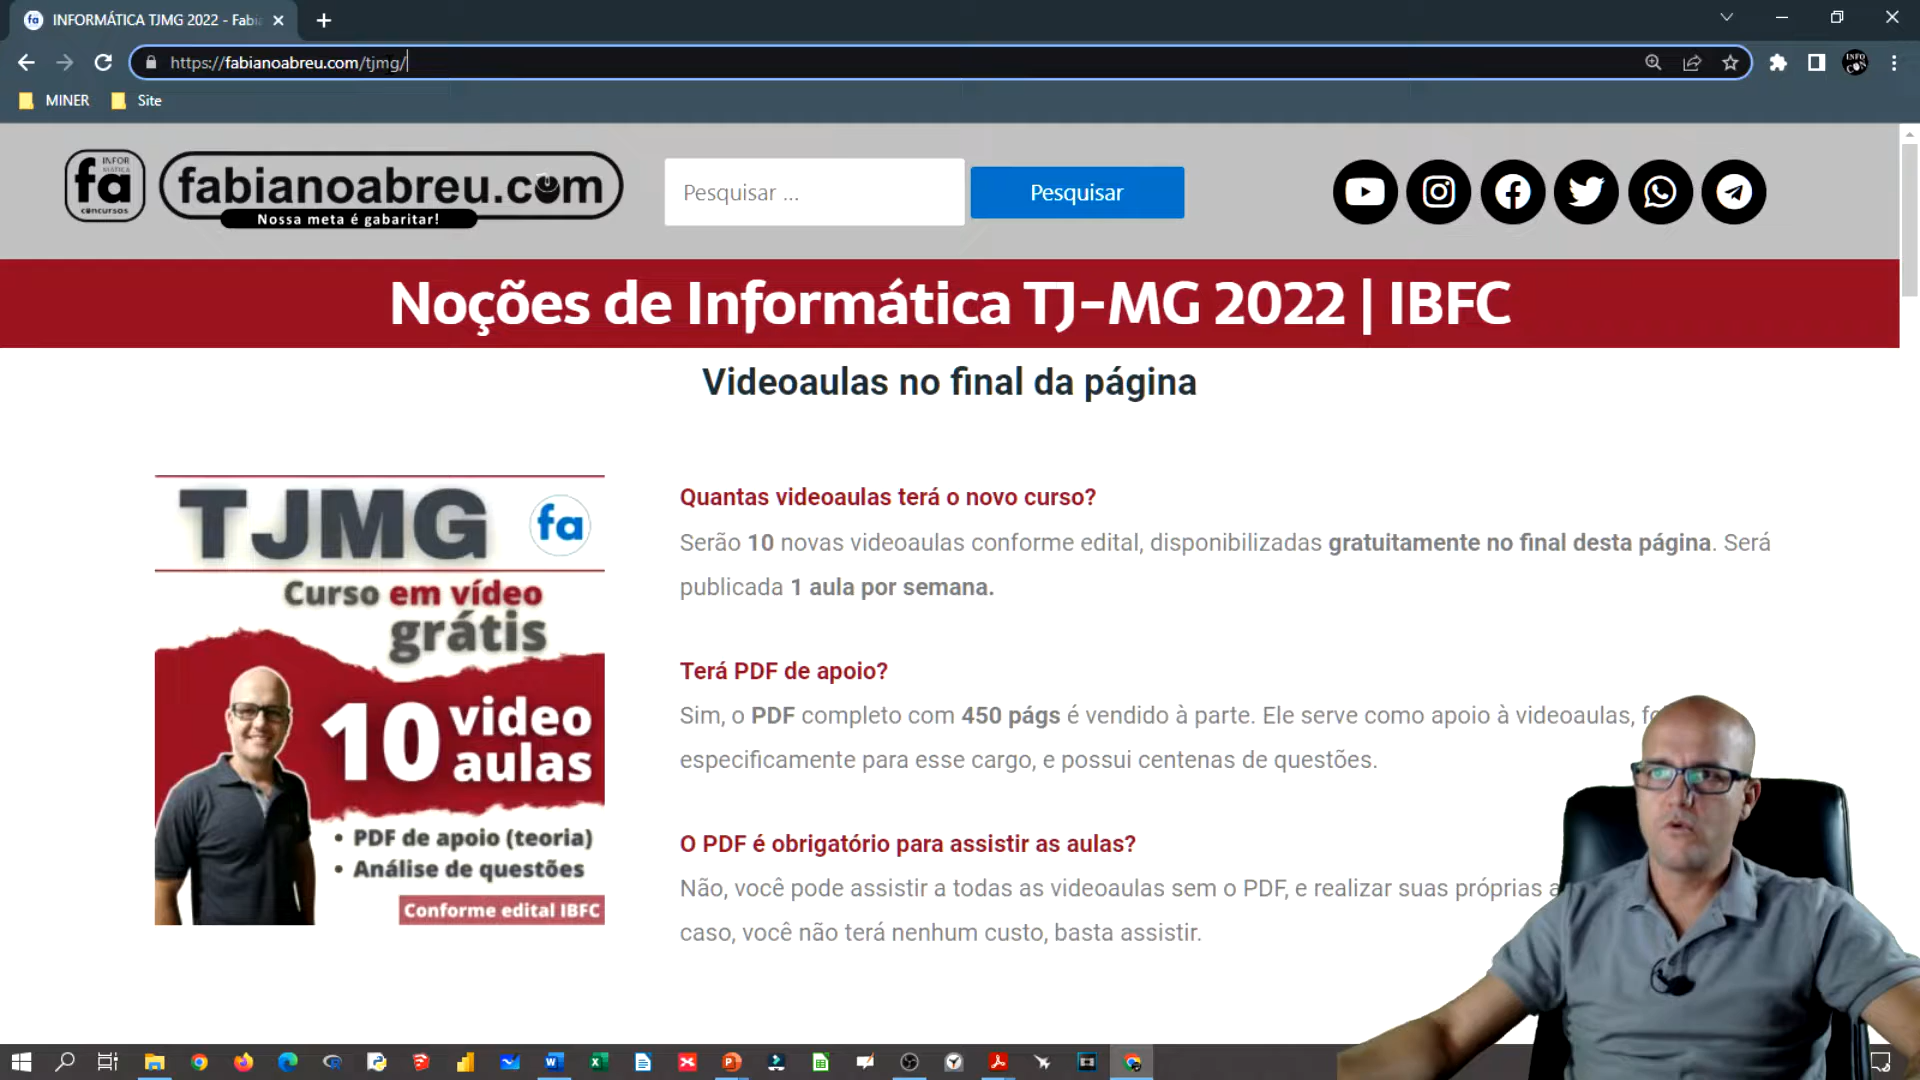 INFORMÁTICA TJMG 2022 - Fabi
https://fabianoabreu.com/tjmg/
MINER
Site
INFOR
MÁTICA
fa
concursos
fabianoabreu.com
Nossa meta é gabaritar!
Pesquisar ...
Pesquisar
Noções de Informática TJ-MG 2022 | IBFC
Videoaulas no final da página
TJMG
fa
Curso em vídeo
grátis
10 video
aulas
• PDF de apoio (teoria)
• Análise de questões
Conforme edital IBFC
Quantas videoaulas terá o novo curso?
Serão 10 novas videoaulas conforme edital, disponibilizadas gratuitamente no final desta página. Será
publicada 1 aula por semana.
Terá PDF de apoio?
Sim, o PDF completo com 450 págs é vendido à parte. Ele serve como apoio à videoaulas,
especificamente para esse cargo, e possui centenas de questões.
O PDF é obrigatório para assistir as aulas?
Não, você pode assistir a todas as videoaulas sem o PDF, e realizar suas próprias
caso, você não terá nenhum custo, basta assistir.